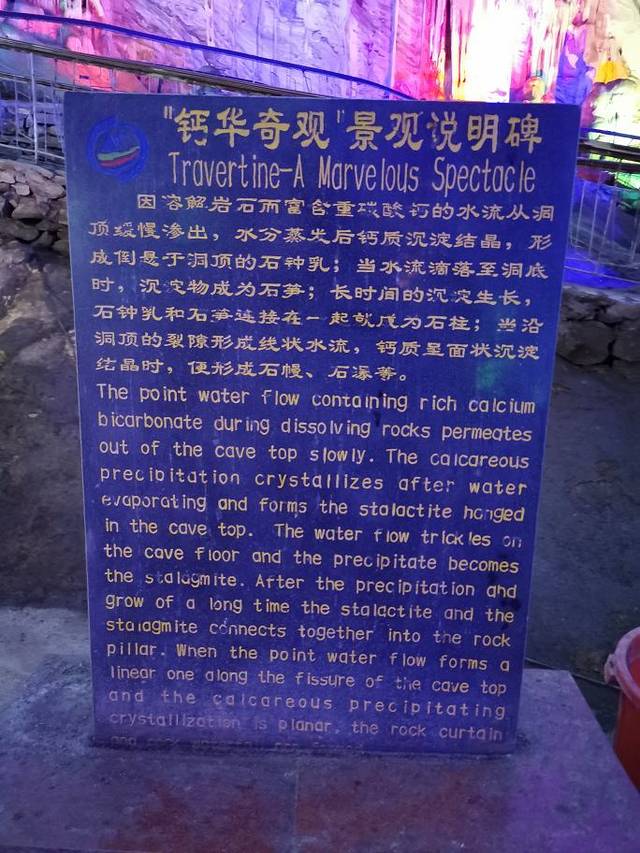 "钙华奇观"景观说明碑
Travertine-A Marvelous Spectacle
因溶解岩石而富含重碳酸钙的水流从洞
顶缓慢渗出，水分蒸发后钙质沉淀结晶，形
成倒悬于洞顶的石钟乳；当水流滴落至洞底
时，沉淀物成为石笋；长时间的沉淀生长，
石钟乳和石笋连接在一起就成为石柱；当沿
洞顶的裂隙形成线状水流，钙质呈面状沉淀
结晶时，便形成石幔、石瀑等。
The point water flow containing rich calcium
bicarbonate during dissolving rocks permeates
out of the cave top slowly. The calcareous
precipitation crystallizes after water
evaporating and forms the stalactite hanged
in the cave top. The water flow trickles on
the cave floor and the precipitate becomes
the stalagmite. After the precipitation and
grow of a long time the stalactite and the
stalagmite connects together into the rock
pillar. When the point water flow forms a
linear one along the fissure of the cave top
and the calcareous precipitating
crystallization is planar, the rock curtain
and rock